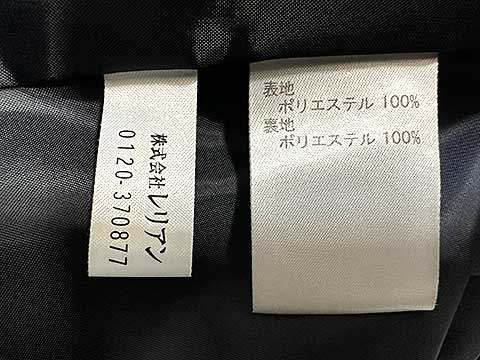 株式会社レリアン
0120-370877
表地
ポリエステル 100%
裏地
ポリエステル 100%